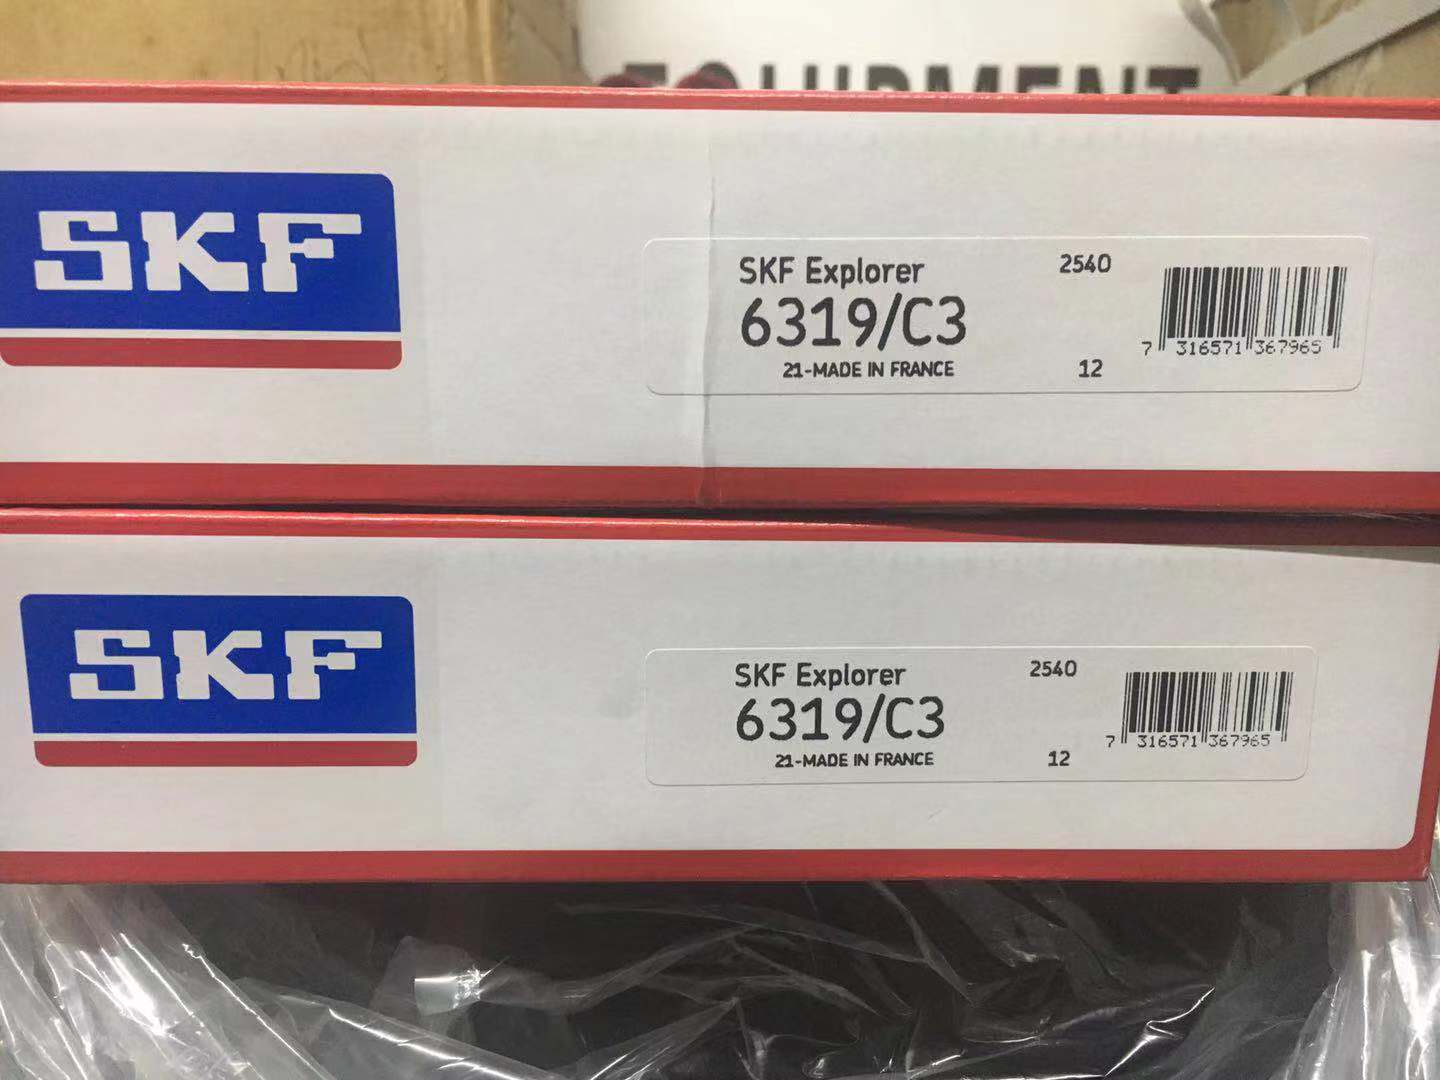 EQUIPMENT
SKF
SKF Explorer
2540
6319/C3
21-MADE IN FRANCE
12
7 316571 367965
SKF
SKF Explorer
2540
6319/C3
21-MADE IN FRANCE
12
7 316571 367965